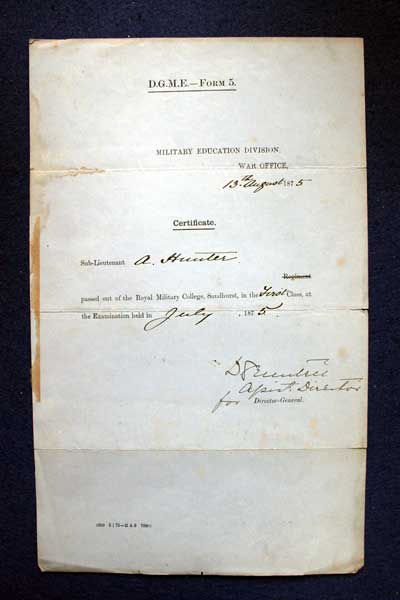 D.G.M.E.—Form 5.
MILITARY EDUCATION DIVISION,
WAR OFFICE,
13th August 1875
Certificate.
Sub-Lieutenant A. Hunter
Regiment
passed out of the Royal Military College, Sandhurst, in the First Class, at
the Examination held in July, 1875.
Assist. Director
for Director-General.